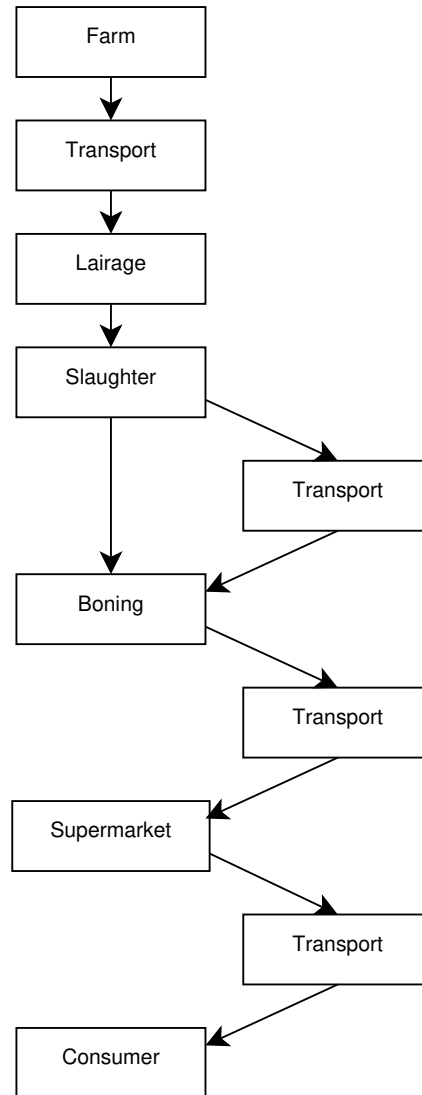 Farm
Transport
Lairage
Slaughter
Transport
Boning
Transport
Supermarket
Transport
Consumer